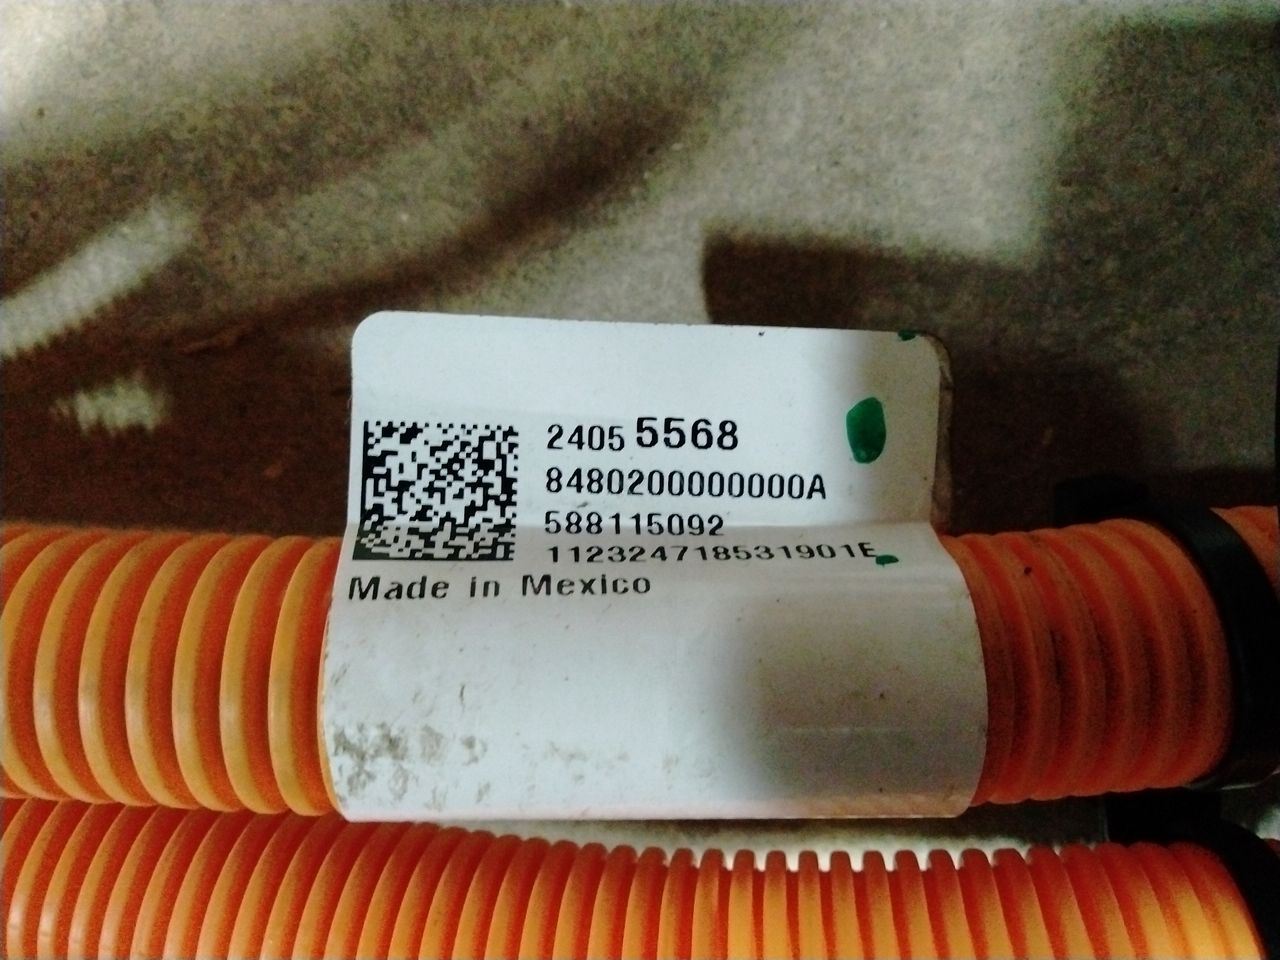 2405 5568
8480200000000A
588115092
112324718531901E
Made in Mexico